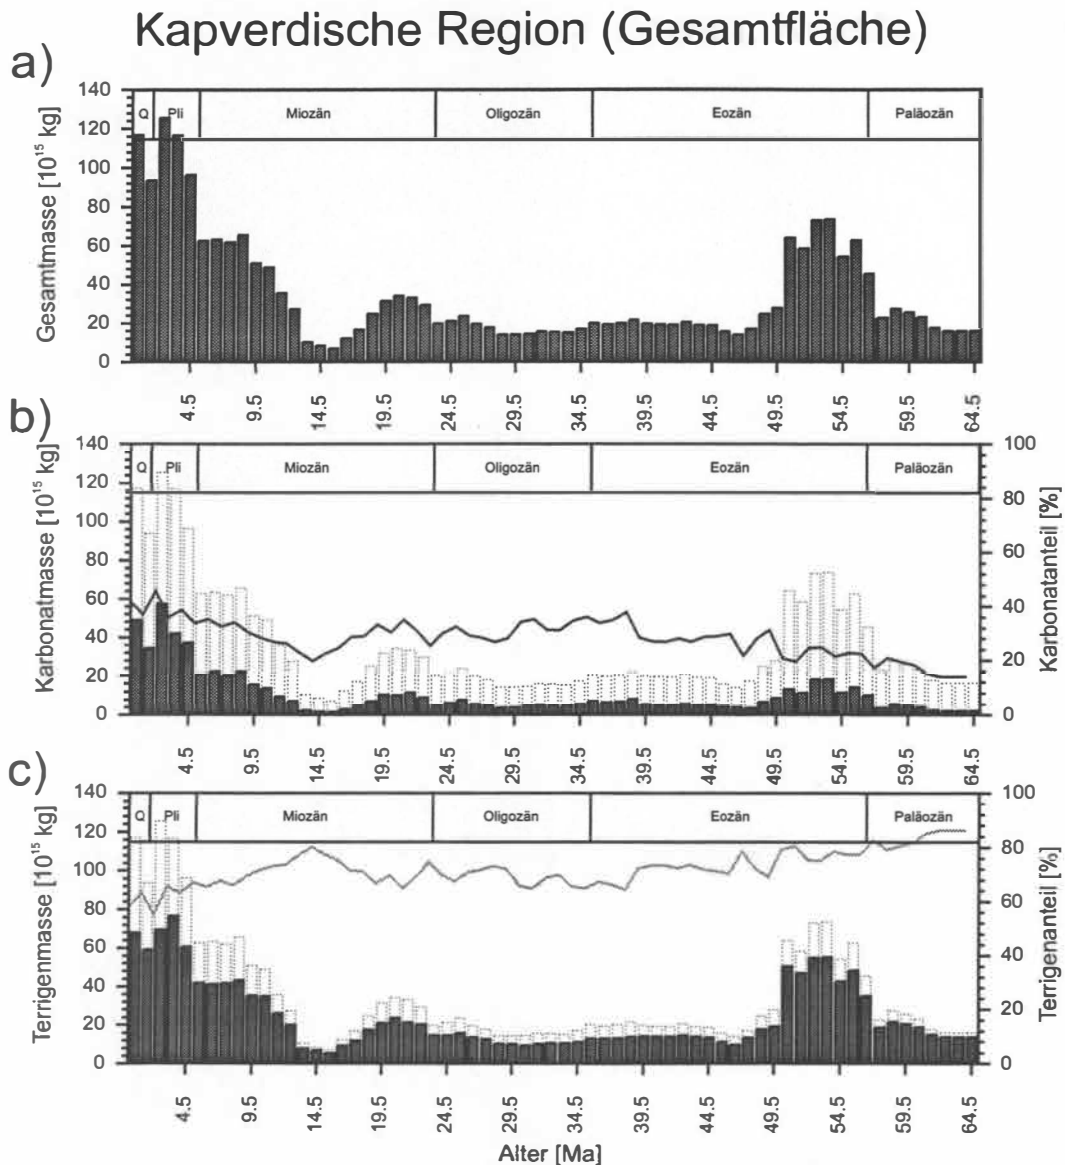 Kapverdische Region (Gesamtfläche)
a)
Gesamtmasse [10¹⁵ kg]
140
120
100
80
60
40
20
0
Q
Pli
Miozän
Oligozän
Eozän
Paläozän
4.5
9.5
14.5
19.5
24.5
29.5
34.5
39.5
44.5
49.5
54.5
59.5
64.5
b)
Karbonatmasse [10¹⁵ kg]
140
120
100
80
60
40
20
0
Q
Pli
Miozän
Oligozän
Eozän
Paläozän
100
80
60
40
20
0
Karbonatanteil [%]
4.5
9.5
14.5
19.5
24.5
29.5
34.5
39.5
44.5
49.5
54.5
59.5
64.5
c)
Terrigenmasse [10¹⁵ kg]
140
120
100
80
60
40
20
0
Q
Pli
Miozän
Oligozän
Eozän
Paläozän
100
80
60
40
20
0
Terrigenanteil [%]
4.5
9.5
14.5
19.5
24.5
29.5
34.5
39.5
44.5
49.5
54.5
59.5
64.5
Alter [Ma]